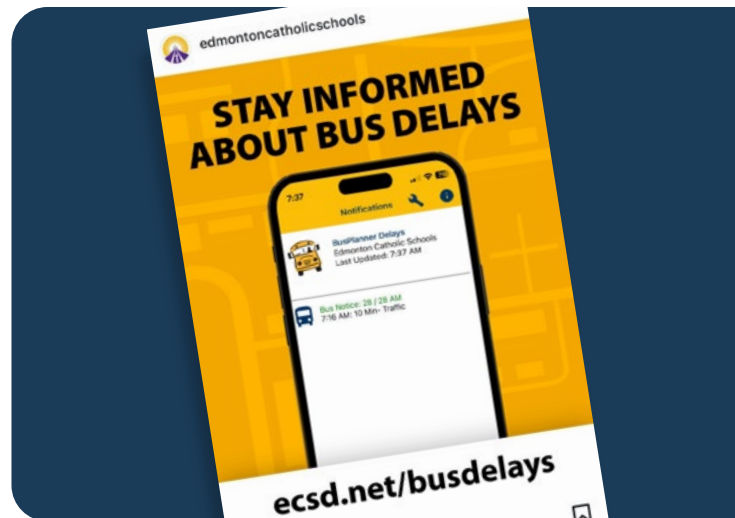 edmontoncatholicschools
STAY INFORMED
ABOUT BUS DELAYS
7:37
Notifications
BusPlanner Delays
Edmonton Catholic Schools
Last Updated: 7:37 AM
Bus Notice: 28 / 28 AM
7:16 AM: 10 Min- Traffic
ecsd.net/busdelays